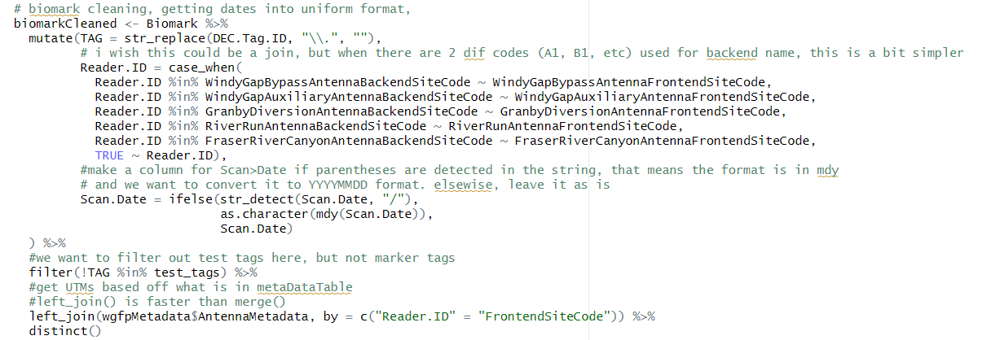 # biomark cleaning, getting dates into uniform format,
biomarkCleaned <- Biomark %>%
  mutate(TAG = str_replace(DEC.Tag.ID, "\\.", ""),
         # i wish this could be a join, but when there are 2 dif codes (A1, B1, etc) used for backend name, this is a bit simpler
         Reader.ID = case_when(
           Reader.ID %in% WindyGapBypassAntennaBackendSiteCode ~ WindyGapBypassAntennaFrontendSiteCode,
           Reader.ID %in% WindyGapAuxiliaryAntennaBackendSiteCode ~ WindyGapAuxiliaryAntennaFrontendSiteCode,
           Reader.ID %in% GranbyDiversionAntennaBackendSiteCode ~ GranbyDiversionAntennaFrontendSiteCode,
           Reader.ID %in% RiverRunAntennaBackendSiteCode ~ RiverRunAntennaFrontendSiteCode,
           Reader.ID %in% FraserRiverCanyonAntennaBackendSiteCode ~ FraserRiverCanyonAntennaFrontendSiteCode,
           TRUE ~ Reader.ID),
         #make a column for Scan>Date if parentheses are detected in the string, that means the format is in mdy
         # and we want to convert it to YYYYMMDD format. elsewise, leave it as is
         Scan.Date = ifelse(str_detect(Scan.Date, "/"),
                            as.character(mdy(Scan.Date)),
                            Scan.Date)
  ) %>%
  #we want to filter out test tags here, but not marker tags
  filter(!TAG %in% test_tags) %>%
  #get UTMs based off what is in metaDataTable
  #left_join() is faster than merge()
  left_join(wgfpMetadata$AntennaMetadata, by = c("Reader.ID" = "FrontendSiteCode")) %>%
  distinct()